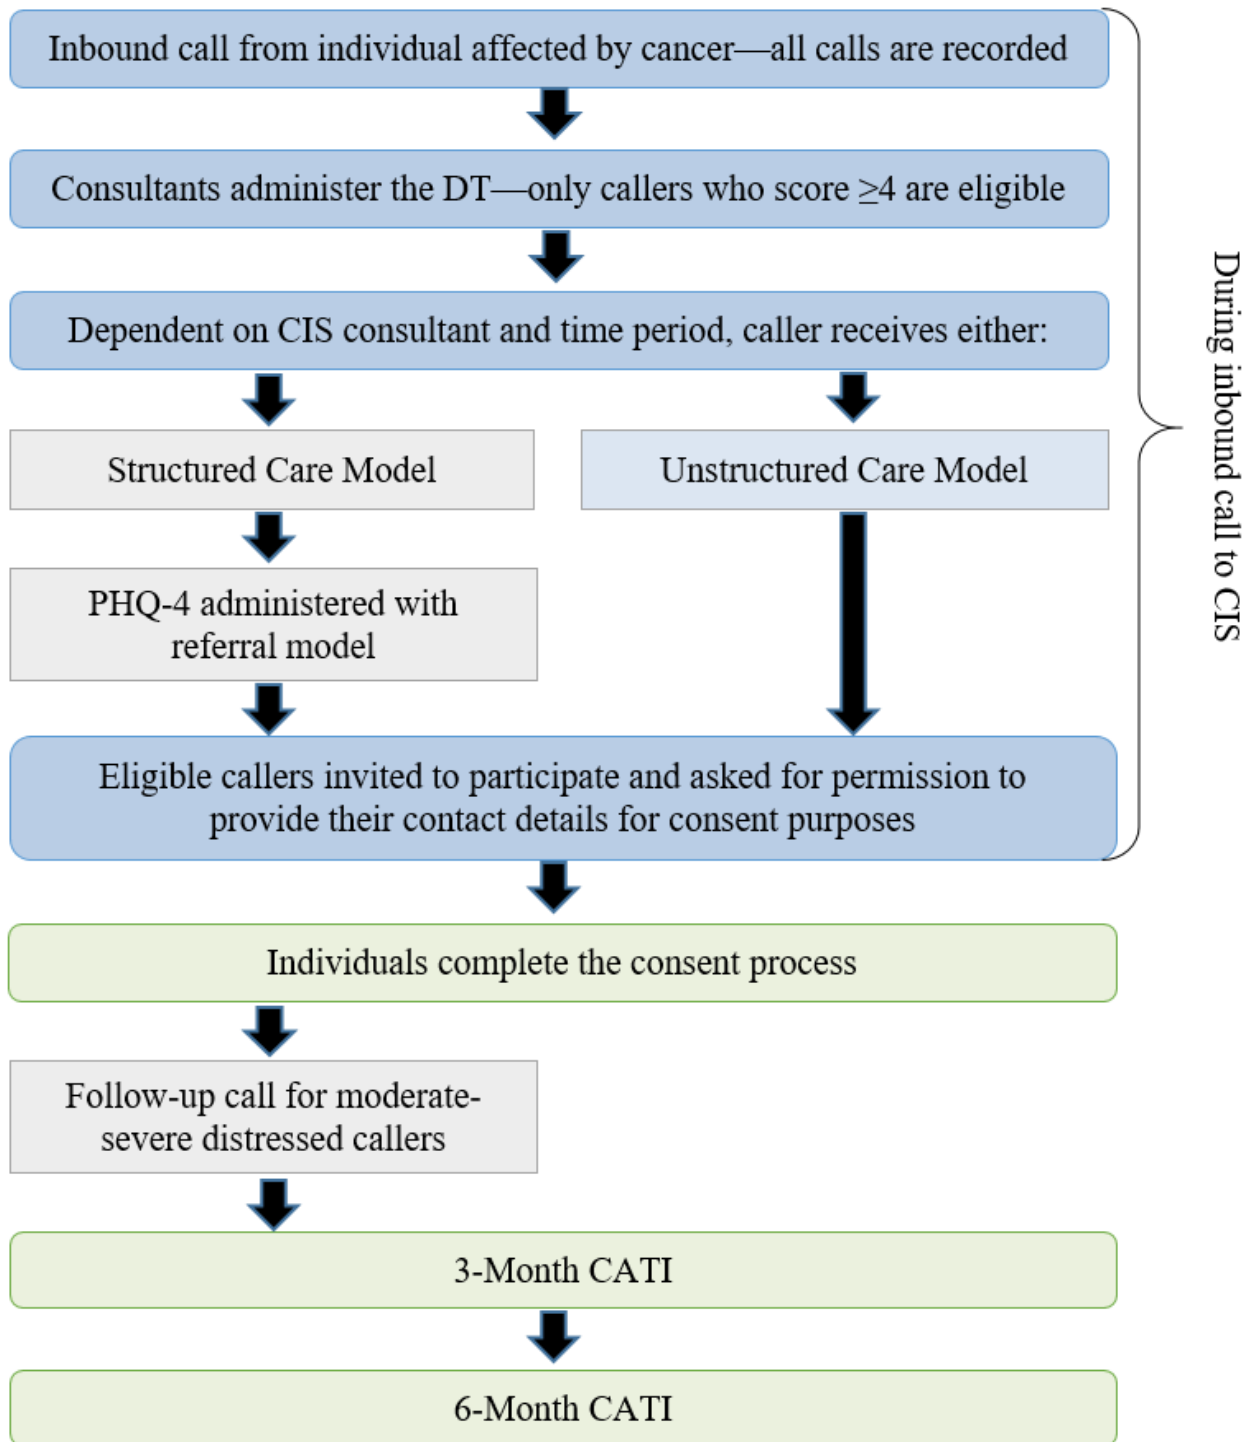 Inbound call from individual affected by cancer—all calls are recorded
Consultants administer the DT—only callers who score ≥4 are eligible
Dependent on CIS consultant and time period, caller receives either:
Structured Care Model
Unstructured Care Model
PHQ-4 administered with
referral model
Eligible callers invited to participate and asked for permission to
provide their contact details for consent purposes
During inbound call to CIS
Individuals complete the consent process
Follow-up call for moderate-
severe distressed callers
3-Month CATI
6-Month CATI